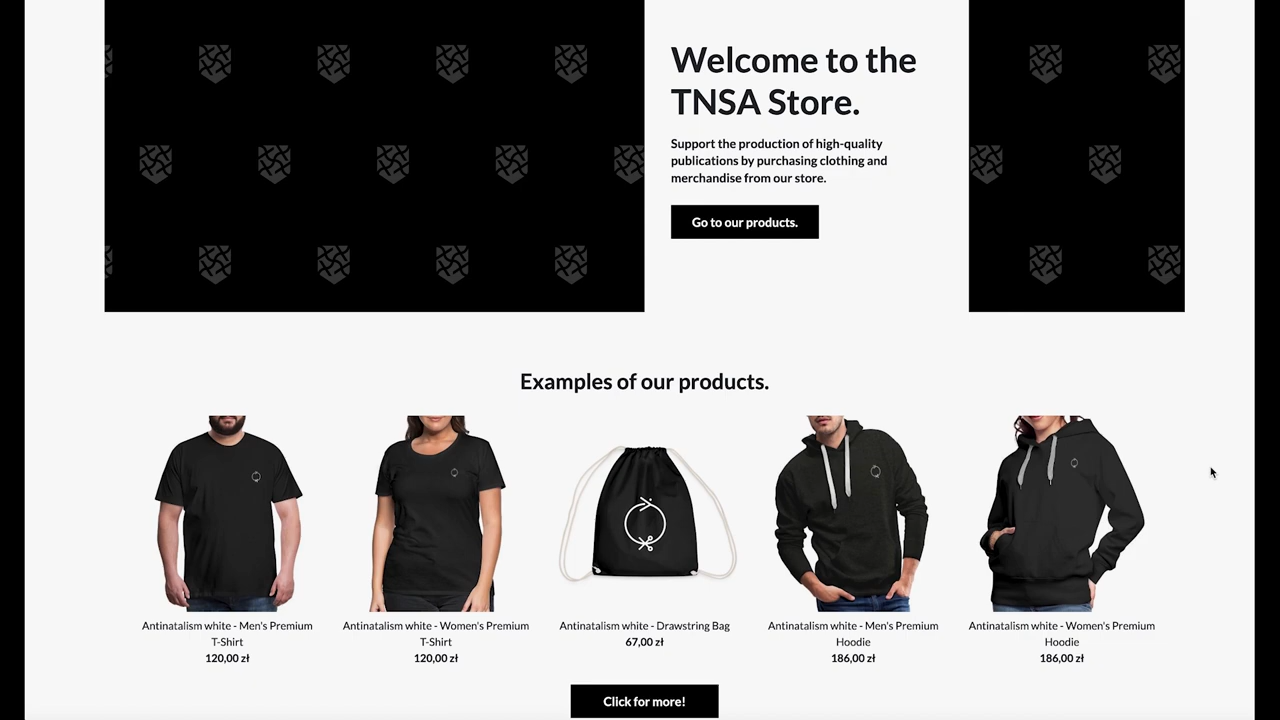 Welcome to the
TNSA Store.
Support the production of high-quality
publications by purchasing clothing and
merchandise from our store.
Go to our products.
Examples of our products.
Antinatalism white - Men's Premium
T-Shirt
120,00 zł
Antinatalism white - Women's Premium
T-Shirt
120,00 zł
Antinatalism white - Drawstring Bag
67,00 zł
Antinatalism white - Men's Premium
Hoodie
186,00 zł
Antinatalism white - Women's Premium
Hoodie
186,00 zł
Click for more!